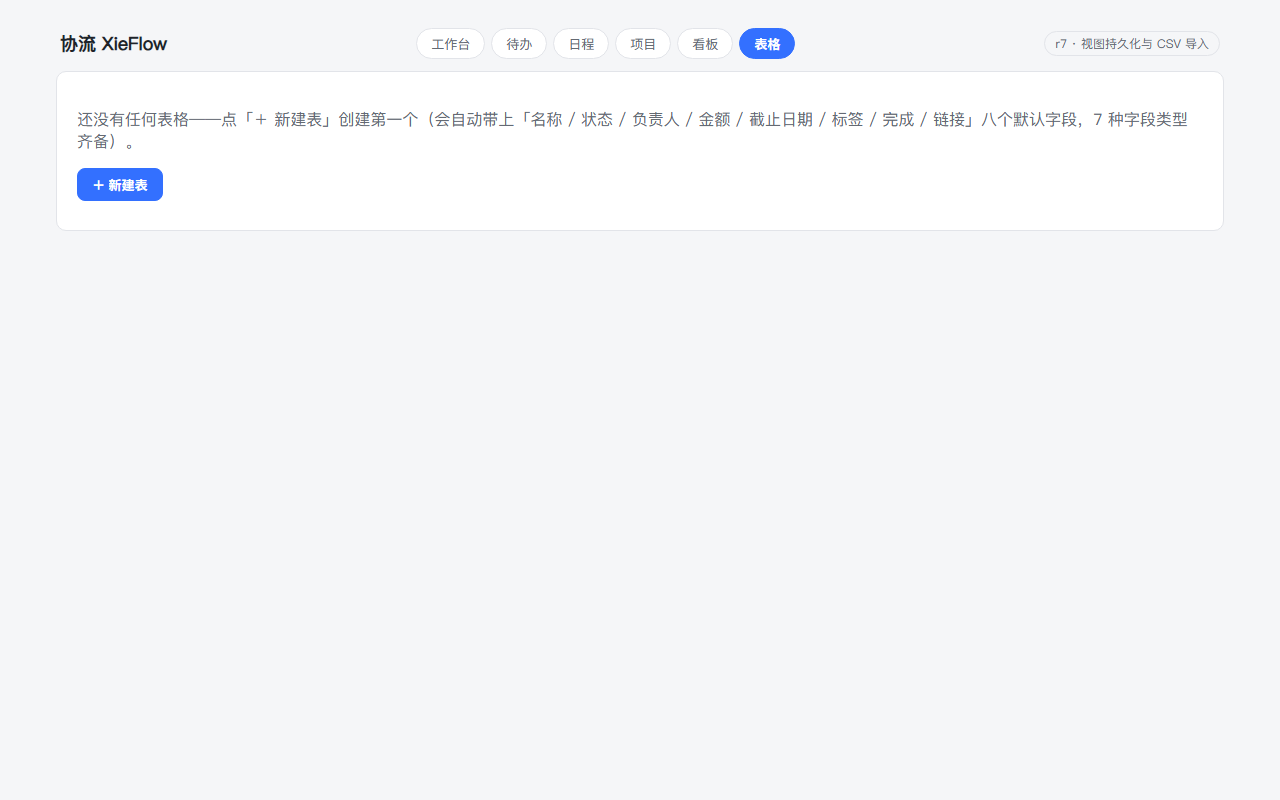 协流 XieFlow
工作台
待办
日程
项目
看板
表格
r7 · 视图持久化与 CSV 导入
还没有任何表格——点「＋ 新建表」创建第一个（会自动带上「名称 / 状态 / 负责人 / 金额 / 截止日期 / 标签 / 完成 / 链接」八个默认字段，7 种字段类型
齐备）。
＋ 新建表